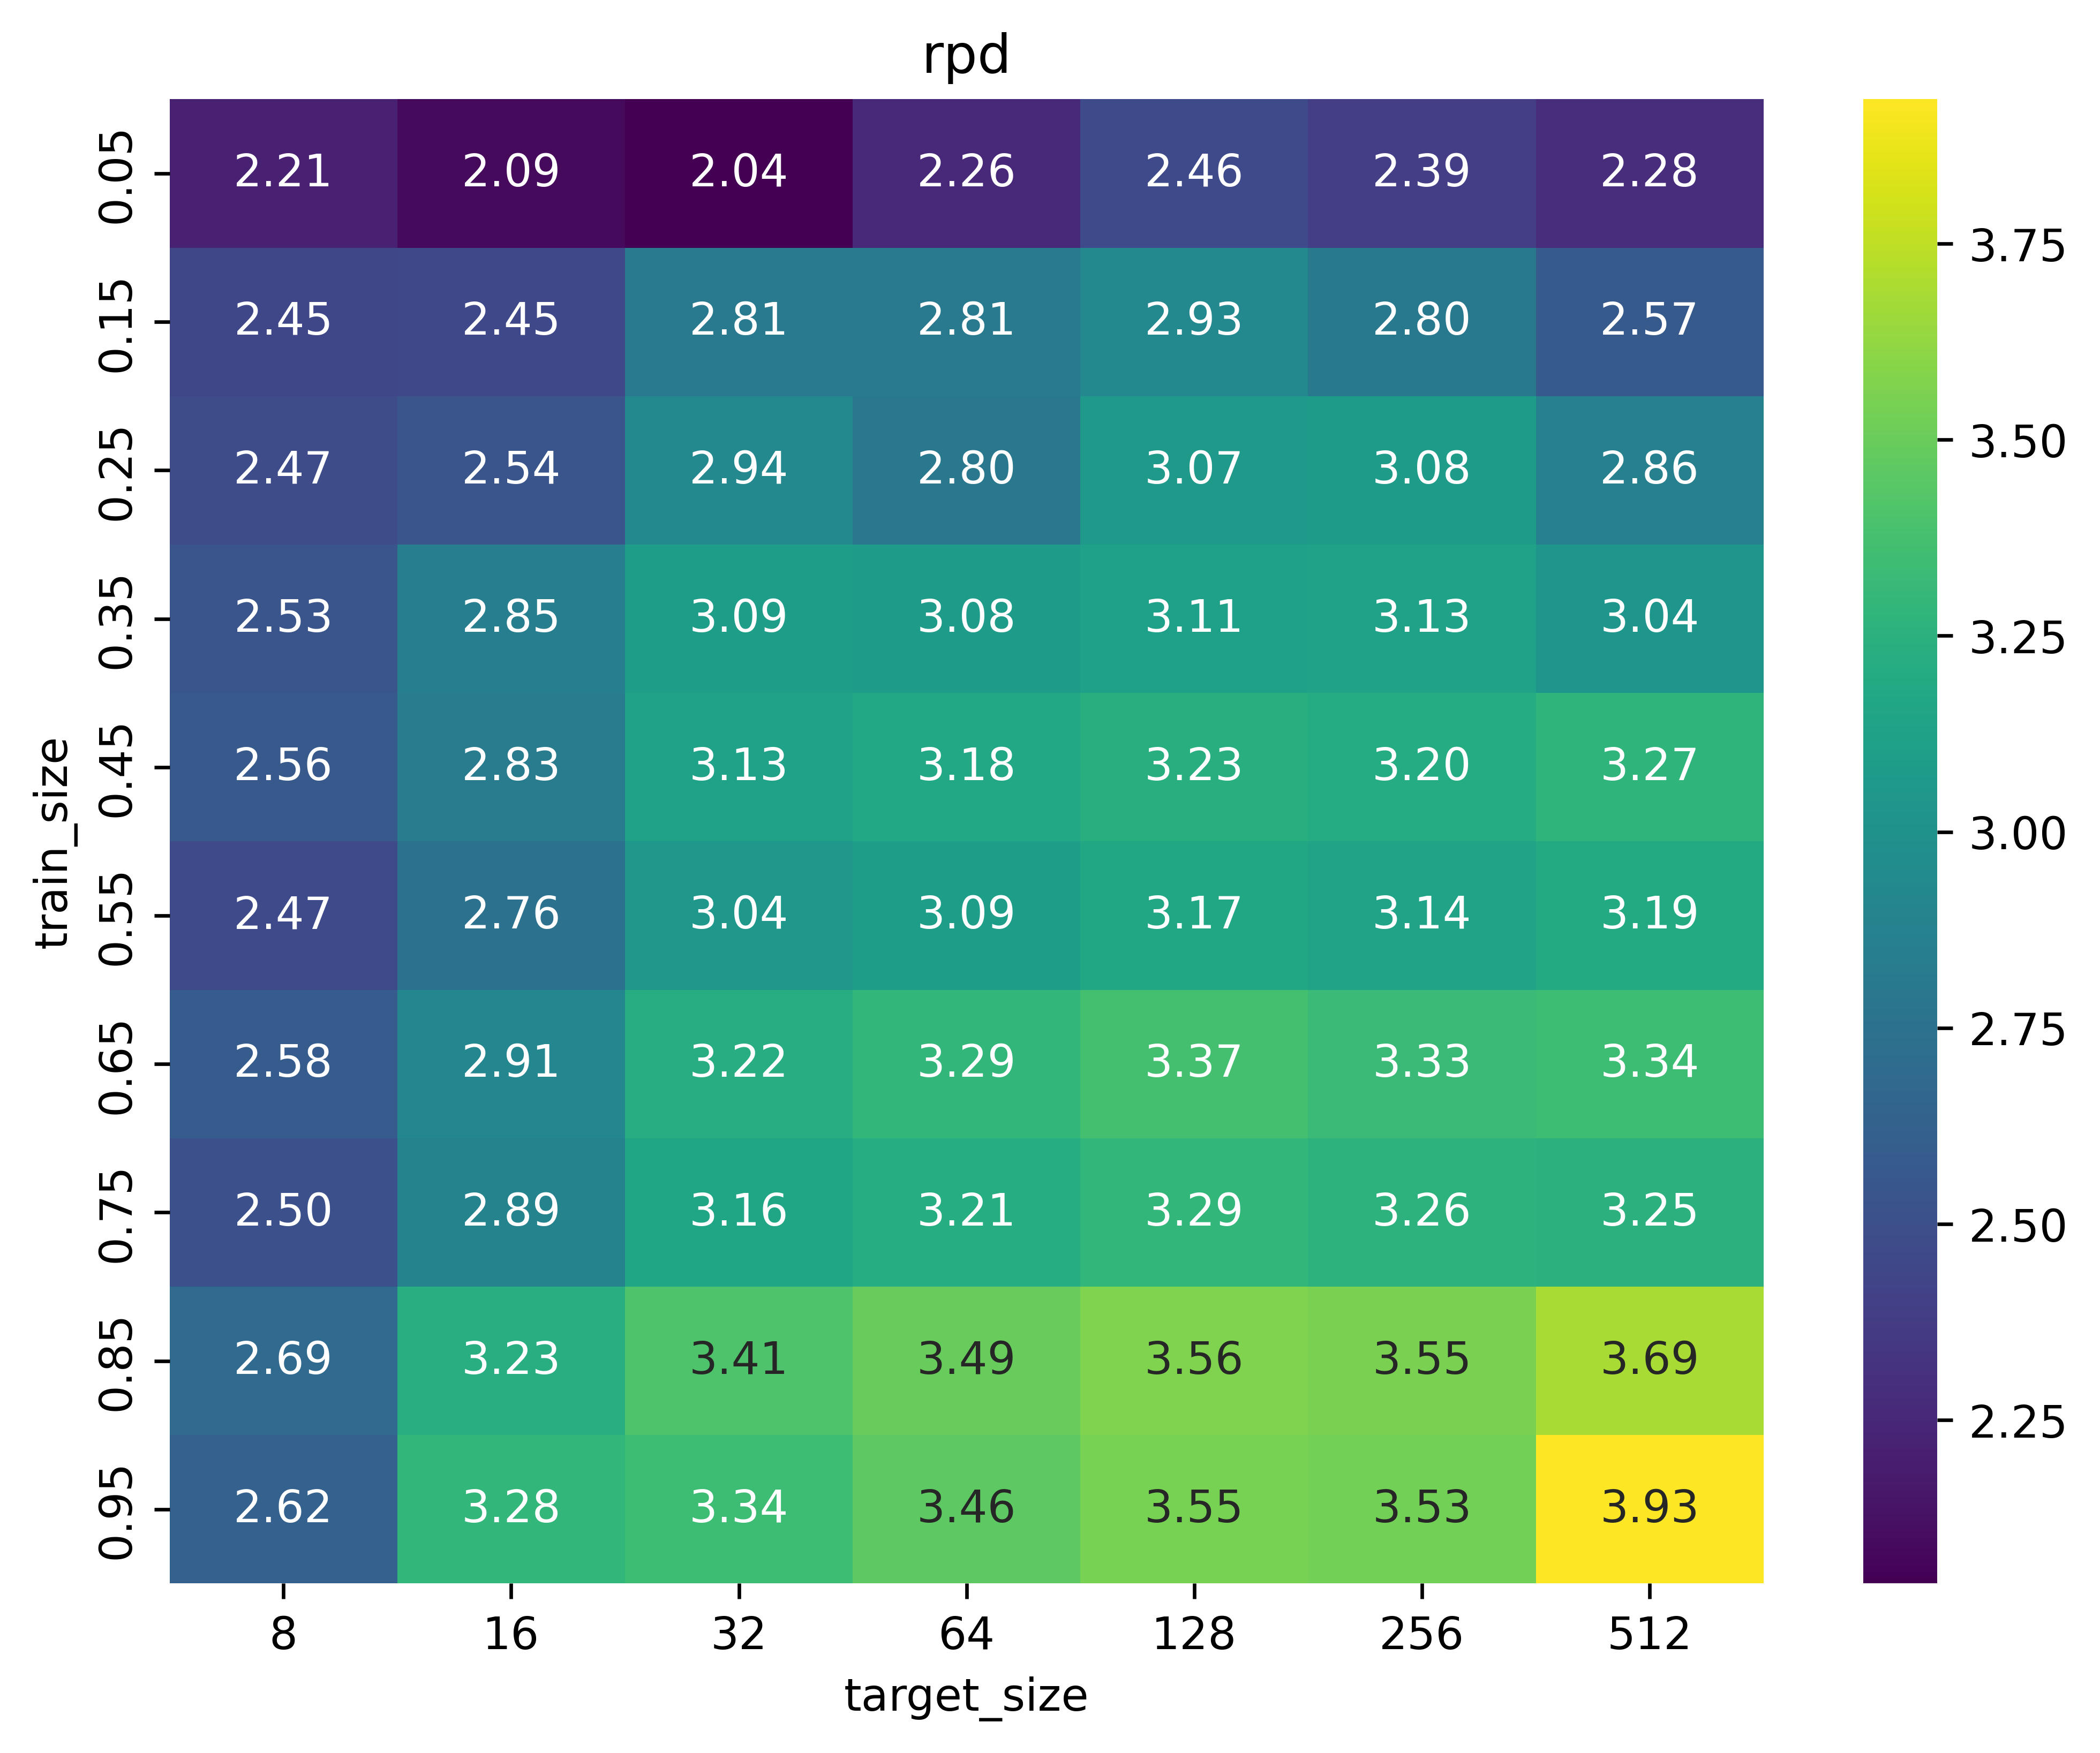 rpd
train_size
0.05 2.21 2.09 2.04 2.26 2.46 2.39 2.28
0.15 2.45 2.45 2.81 2.81 2.93 2.80 2.57
0.25 2.47 2.54 2.94 2.80 3.07 3.08 2.86
0.35 2.53 2.85 3.09 3.08 3.11 3.13 3.04
0.45 2.56 2.83 3.13 3.18 3.23 3.20 3.27
0.55 2.47 2.76 3.04 3.09 3.17 3.14 3.19
0.65 2.58 2.91 3.22 3.29 3.37 3.33 3.34
0.75 2.50 2.89 3.16 3.21 3.29 3.26 3.25
0.85 2.69 3.23 3.41 3.49 3.56 3.55 3.69
0.95 2.62 3.28 3.34 3.46 3.55 3.53 3.93
8 16 32 64 128 256 512
target_size
3.75
3.50
3.25
3.00
2.75
2.50
2.25